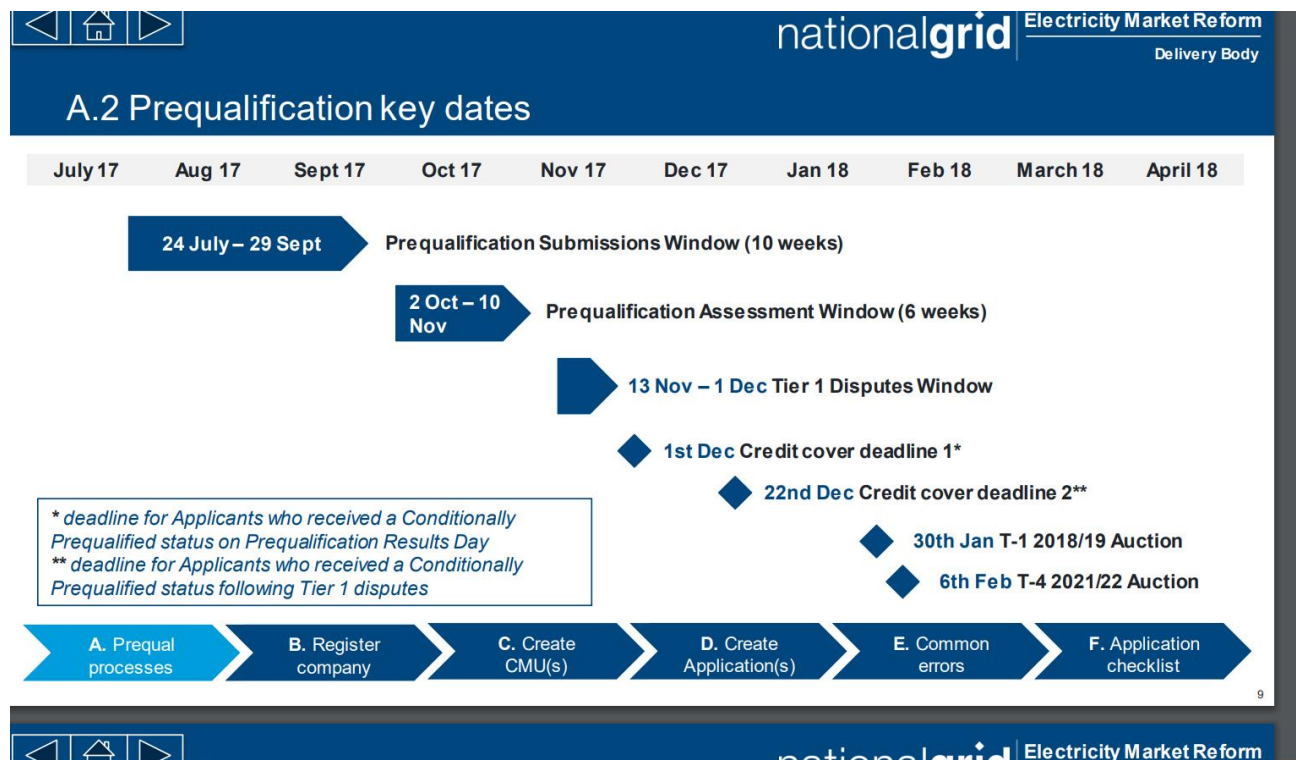 nationalgrid
Electricity Market Reform
Delivery Body
A.2 Prequalification key dates
July 17 Aug 17 Sept 17 Oct 17 Nov 17 Dec 17 Jan 18 Feb 18 March 18 April 18
24 July – 29 Sept Prequalification Submissions Window (10 weeks)
2 Oct – 10
Nov
Prequalification Assessment Window (6 weeks)
13 Nov – 1 Dec Tier 1 Disputes Window
1st Dec Credit cover deadline 1*
22nd Dec Credit cover deadline 2**
30th Jan T-1 2018/19 Auction
6th Feb T-4 2021/22 Auction
* deadline for Applicants who received a Conditionally
Prequalified status on Prequalification Results Day
** deadline for Applicants who received a Conditionally
Prequalified status following Tier 1 disputes
A. Prequal
processes
B. Register
company
C. Create
CMU(s)
D. Create
Application(s)
E. Common
errors
F. Application
checklist
9
nationalgrid
Electricity Market Reform